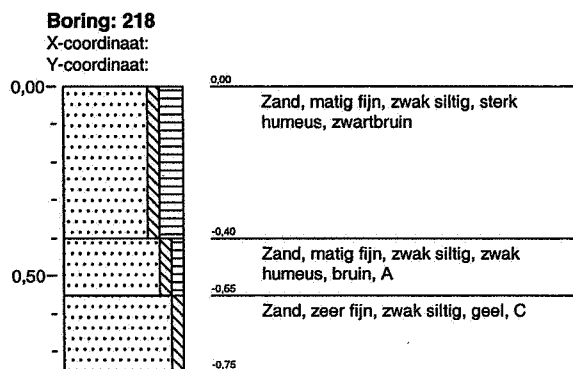 Boring: 218
X-coordinaat:
Y-coordinaat:
0,00
0,00
Zand, matig fijn, zwak siltig, sterk
humeus, zwartbruin
-0,40
Zand, matig fijn, zwak siltig, zwak
humeus, bruin, A
0,50
-0,65
Zand, zeer fijn, zwak siltig, geel, C
-0,75